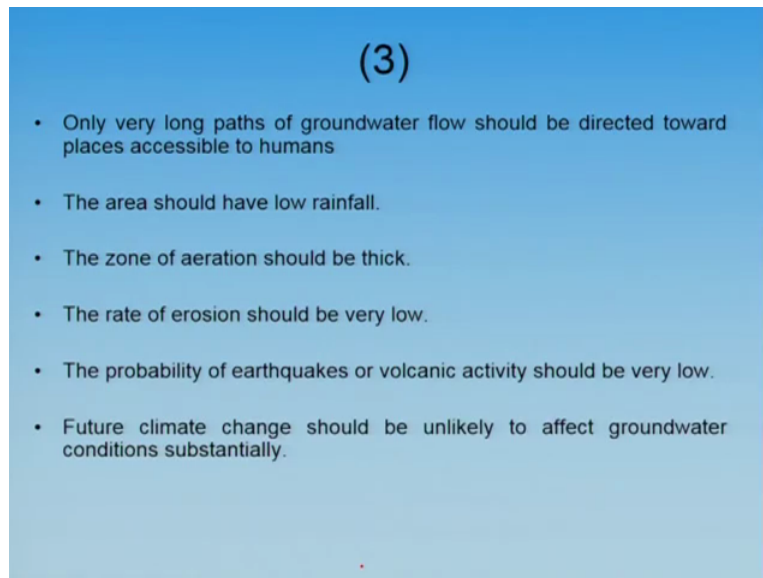 (3)
• Only very long paths of groundwater flow should be directed toward
places accessible to humans
• The area should have low rainfall.
• The zone of aeration should be thick.
• The rate of erosion should be very low.
• The probability of earthquakes or volcanic activity should be very low.
• Future climate change should be unlikely to affect groundwater
conditions substantially.